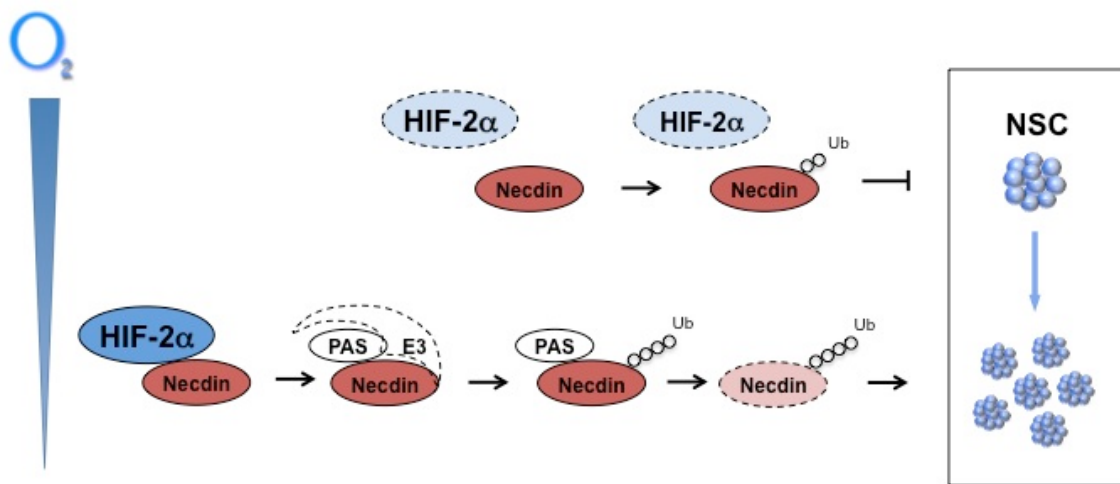 O2
HIF-2α
HIF-2α
NSC
Ub
Necdin
Necdin
HIF-2α
Necdin
PAS
E3
Necdin
PAS
Ub
Necdin
Ub
Necdin